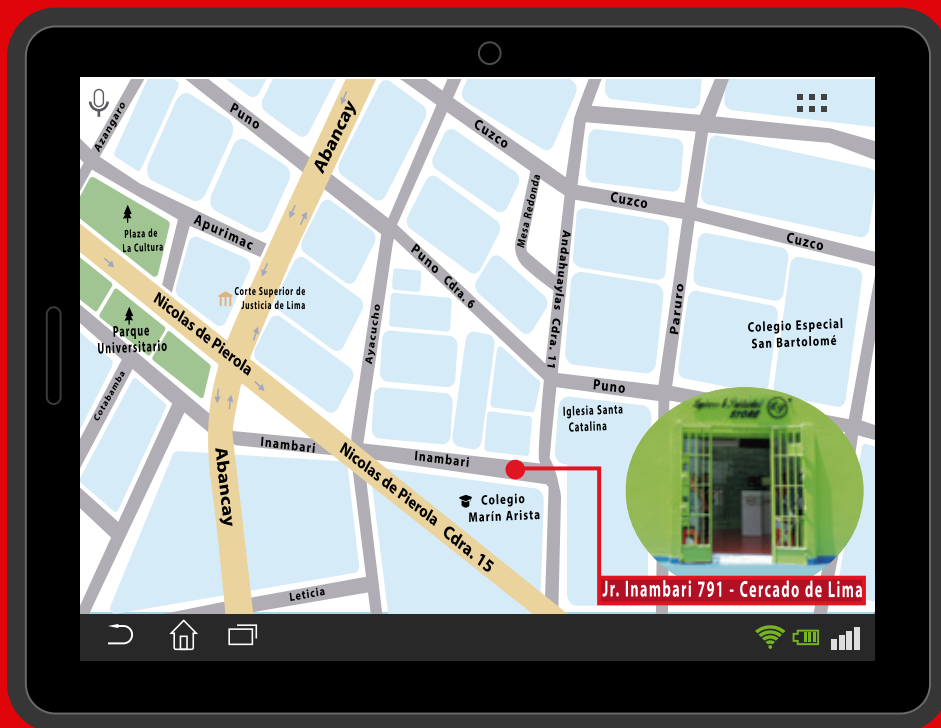 Azangaro
Puno
Abancay
Cuzco
Cuzco
Cuzco
Mesa Redonda
Andahuaylas Cdra. 11
Paruro
Plaza de
La Cultura
Apurimac
Puno Cdra. 6
Corte Superior de
Justicia de Lima
Nicolas de Pierola
Parque
Universitario
Cotabamba
Ayacucho
Colegio Especial
San Bartolomé
Puno
Iglesia Santa
Catalina
STORE
Inambari
Inambari
Abancay
Nicolas de Pierola Cdra. 15
Colegio
Marín Arista
Leticia
Jr. Inambari 791 - Cercado de Lima